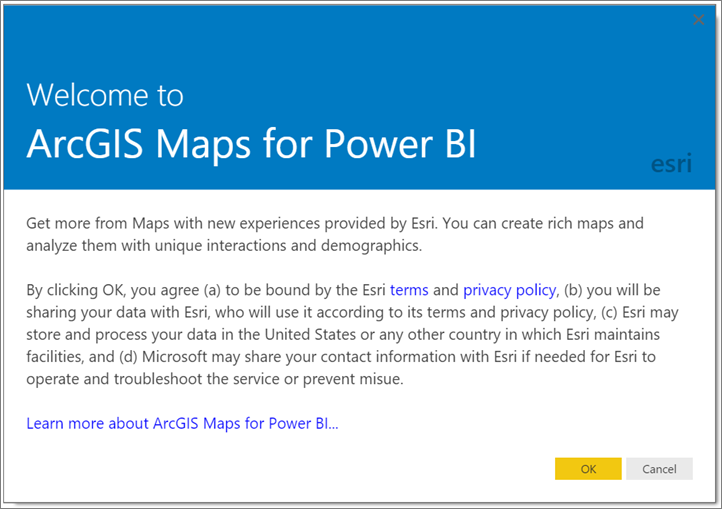 Welcome to
ArcGIS Maps for Power BI
esri
Get more from Maps with new experiences provided by Esri. You can create rich maps and
analyze them with unique interactions and demographics.
By clicking OK, you agree (a) to be bound by the Esri terms and privacy policy, (b) you will be
sharing your data with Esri, who will use it according to its terms and privacy policy, (c) Esri may
store and process your data in the United States or any other country in which Esri maintains
facilities, and (d) Microsoft may share your contact information with Esri if needed for Esri to
operate and troubleshoot the service or prevent misue.
Learn more about ArcGIS Maps for Power BI...
OK Cancel